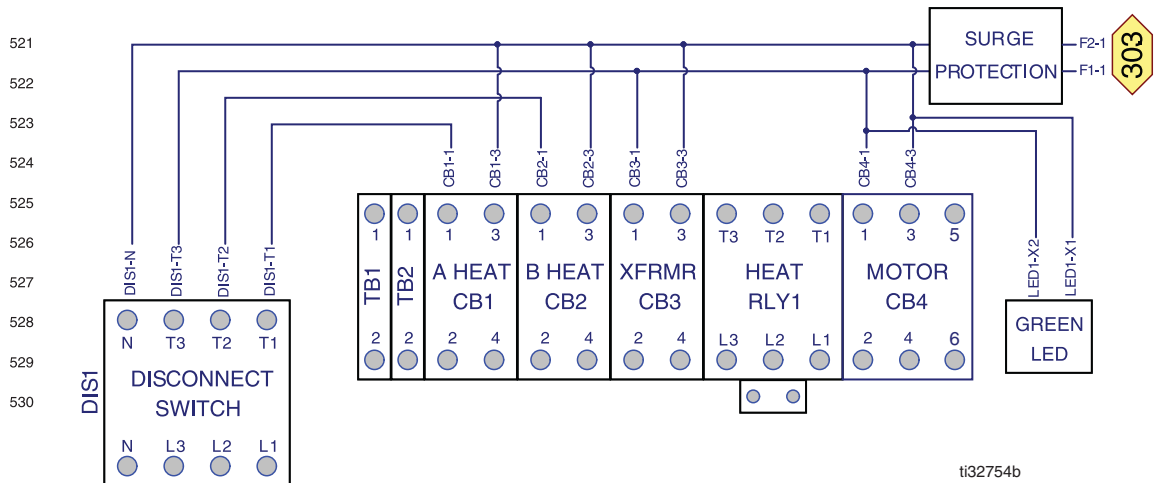 521
522
523
524
525
526
527
528
529
530
SURGE
PROTECTION
F2-1
F1-1
303
CB1-1
CB1-3
CB2-1
CB2-3
CB3-1
CB3-3
CB4-1
CB4-3
DIS1-N
DIS1-T3
DIS1-T2
DIS1-T1
LED1-X2
LED1-X1
1
TB1
2
1
TB2
2
1 3
A HEAT
CB1
2 4
1 3
B HEAT
CB2
2 4
1 3
XFRMR
CB3
2 4
T3 T2 T1
HEAT
RLY1
L3 L2 L1
1 3 5
MOTOR
CB4
2 4 6
GREEN
LED
DIS1
N T3 T2 T1
DISCONNECT
SWITCH
N L3 L2 L1
ti32754b